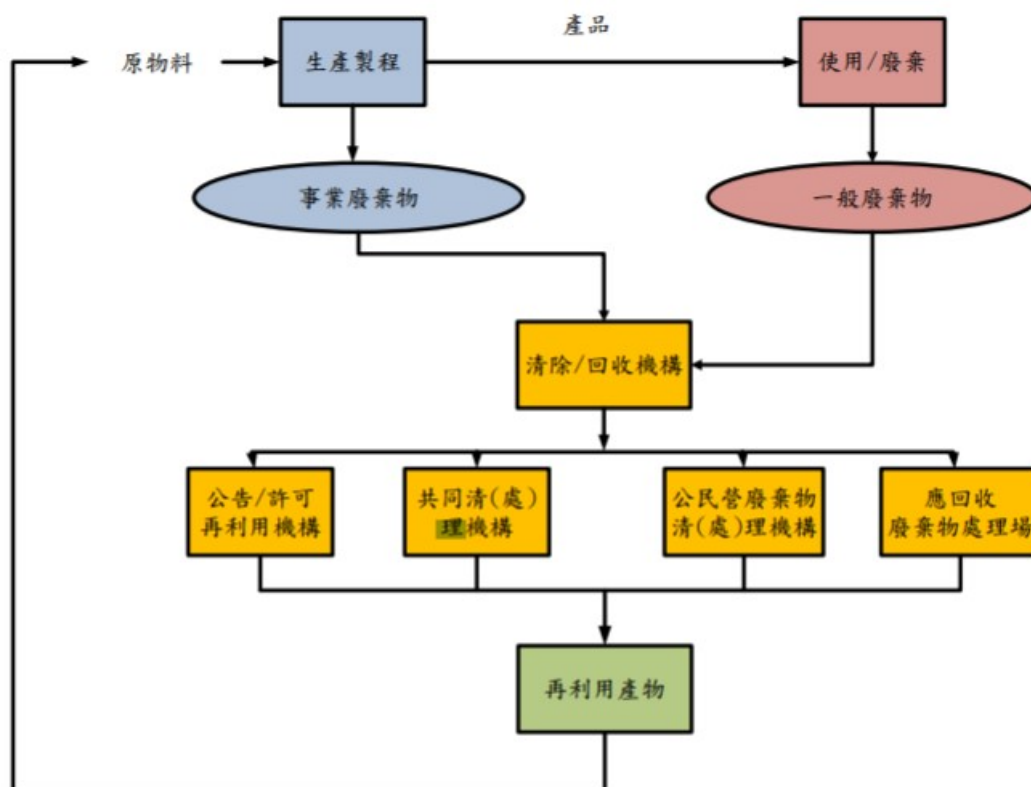 產品
原物料
生產製程
使用/廢棄
事業廢棄物
一般廢棄物
清除/回收機構
公告/許可
再利用機構
共同清(處)
理機構
公民營廢棄物
清(處)理機構
應回收
廢棄物處理場
再利用產物